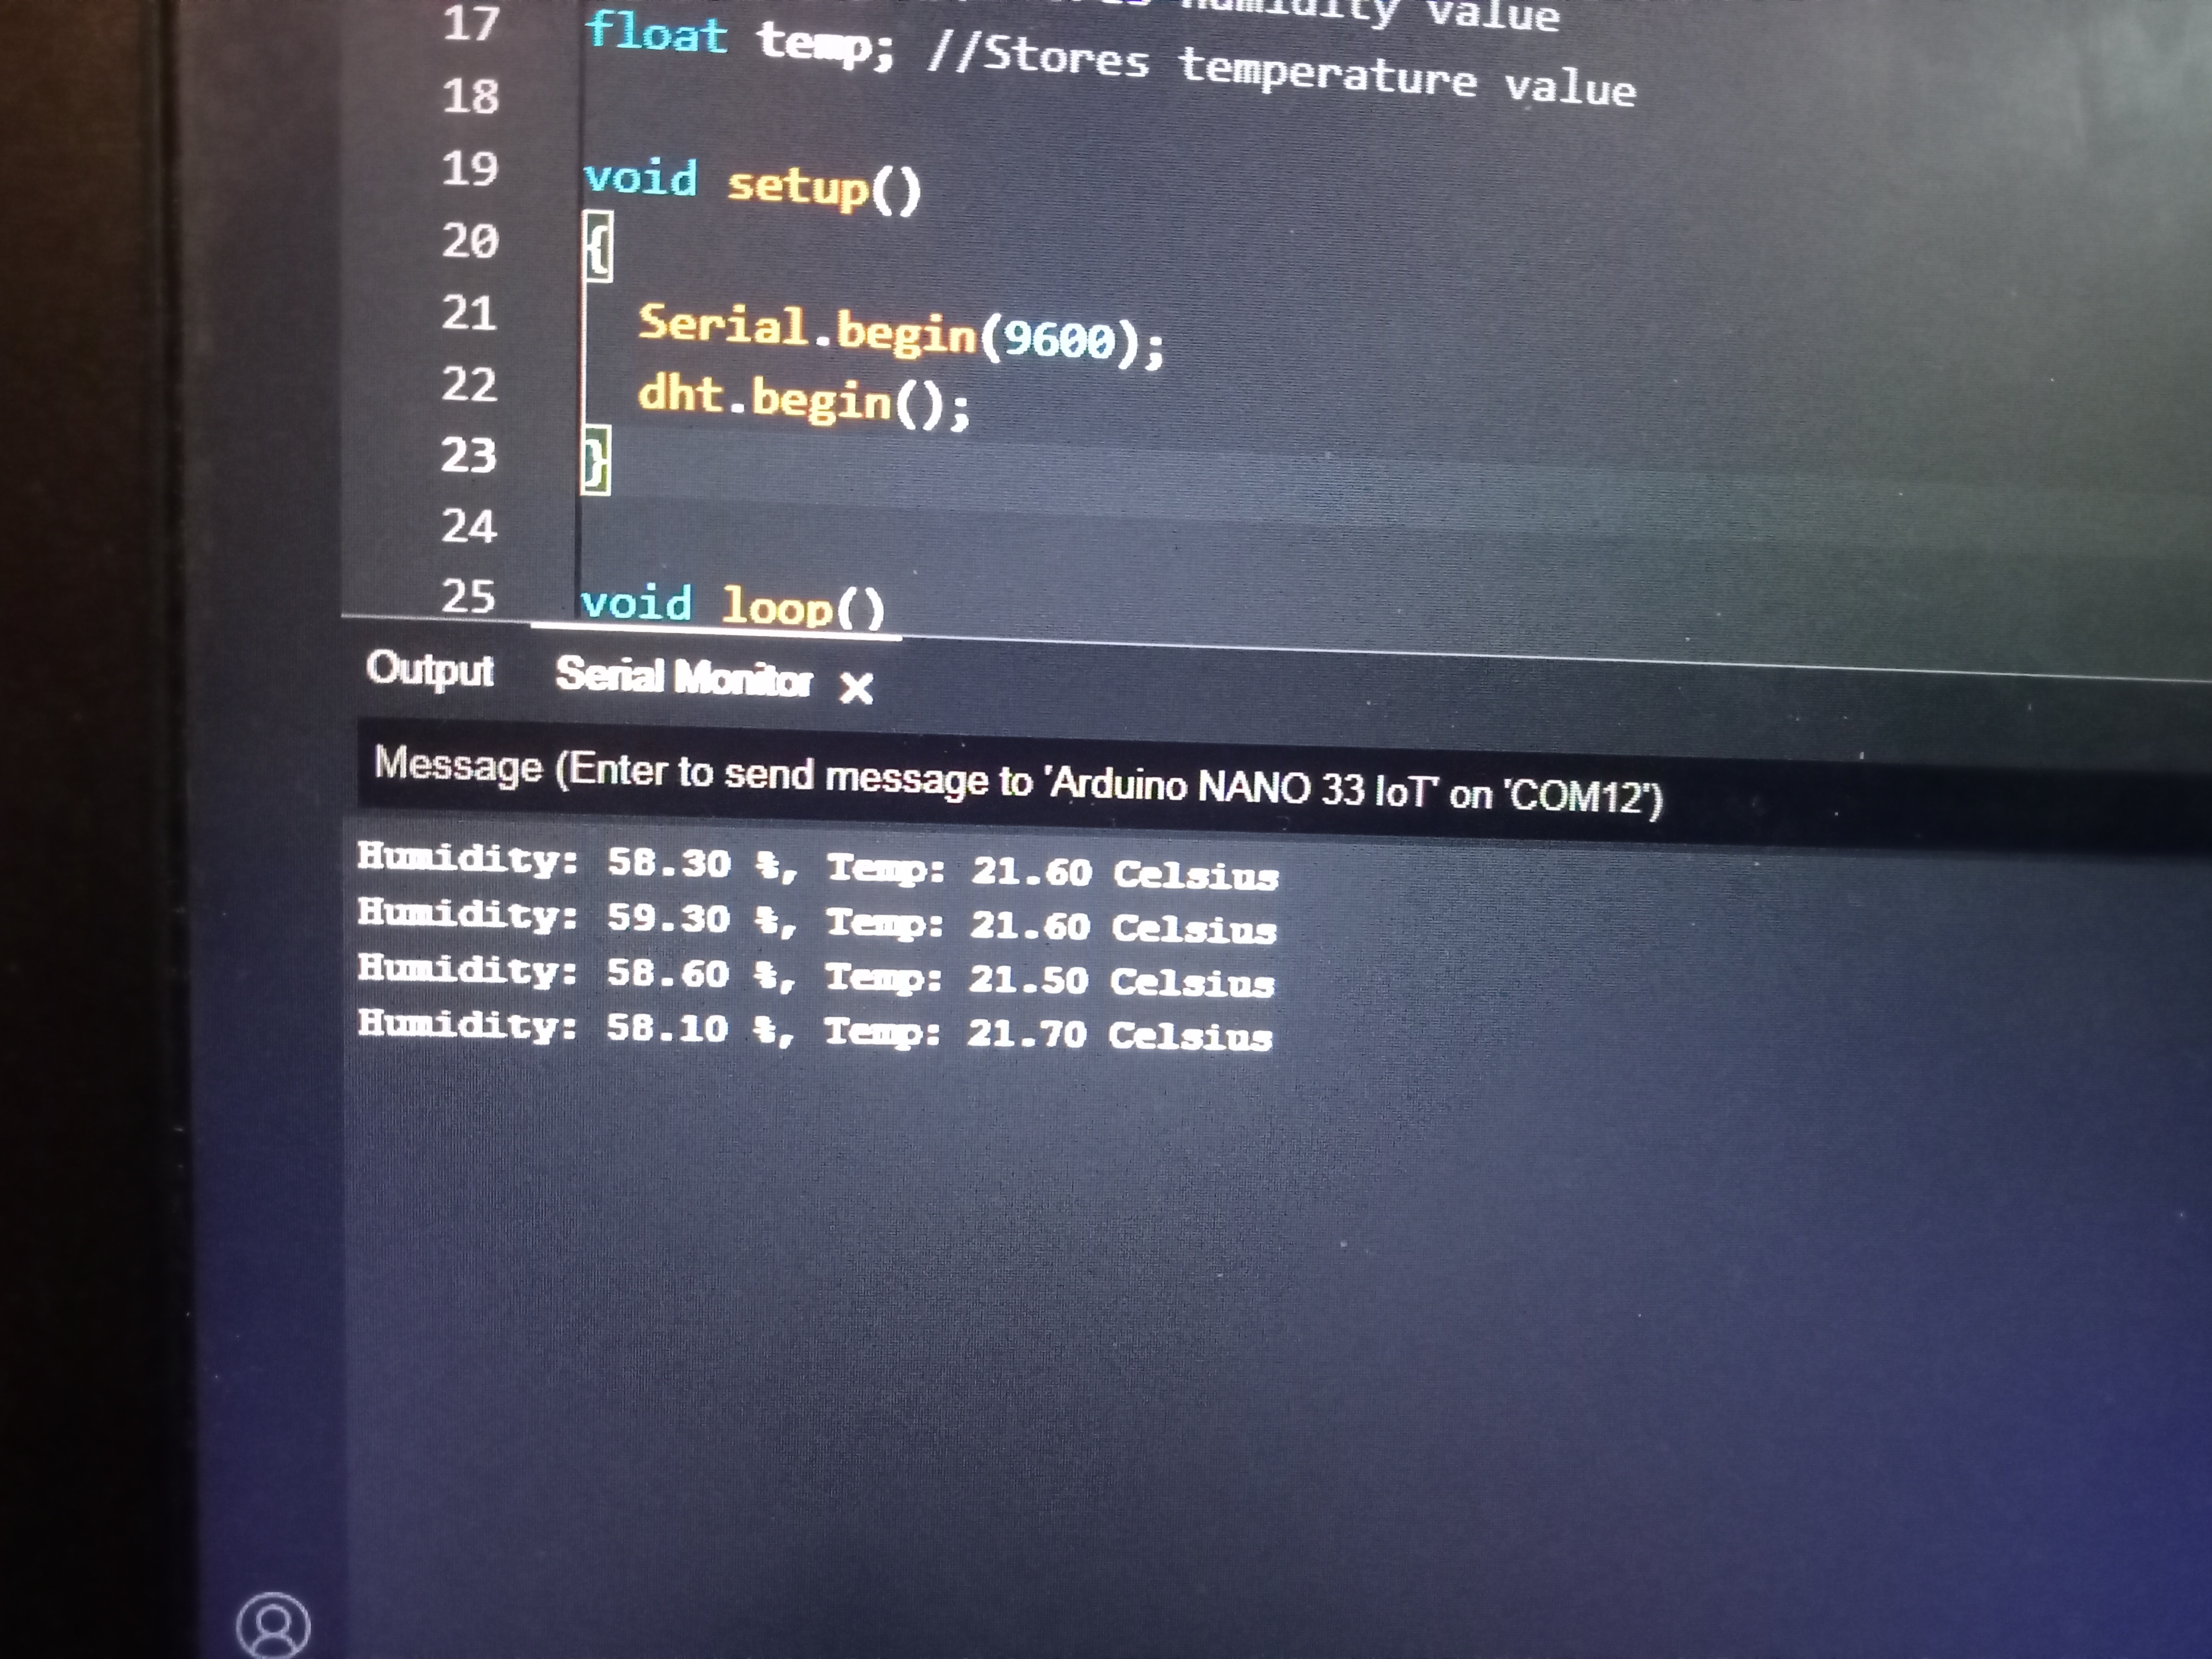 humidity value
17 float temp; //Stores temperature value
18
19 void setup()
20 {
21 Serial.begin(9600);
22 dht.begin();
23 }
24
25 void loop()
Output Serial Monitor X
Message (Enter to send message to 'Arduino NANO 33 IoT' on 'COM12')
Humidity: 58.30 %, Temp: 21.60 Celsius
Humidity: 59.30 %, Temp: 21.60 Celsius
Humidity: 58.60 %, Temp: 21.50 Celsius
Humidity: 58.10 %, Temp: 21.70 Celsius